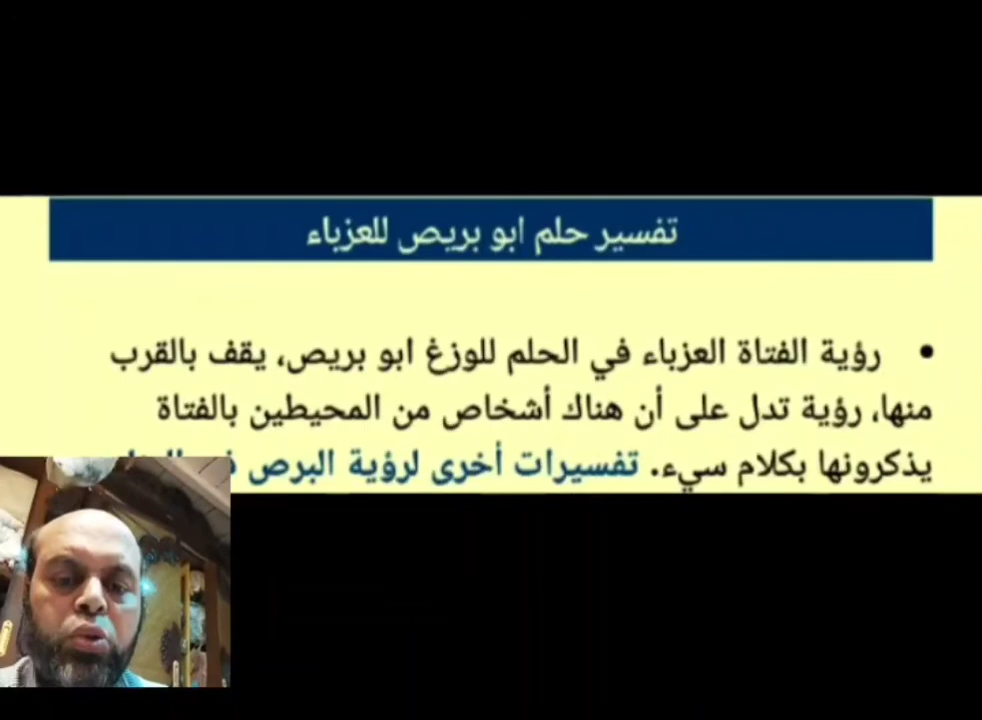 تفسير حلم ابو بريص للعزباء
• رؤية الفتاة العزباء في الحلم للوزغ ابو بريص، يقف بالقرب
منها، رؤية تدل على أن هناك أشخاص من المحيطين بالفتاة
يذكرونها بكلام سيء. تفسيرات أخرى لرؤية البرص